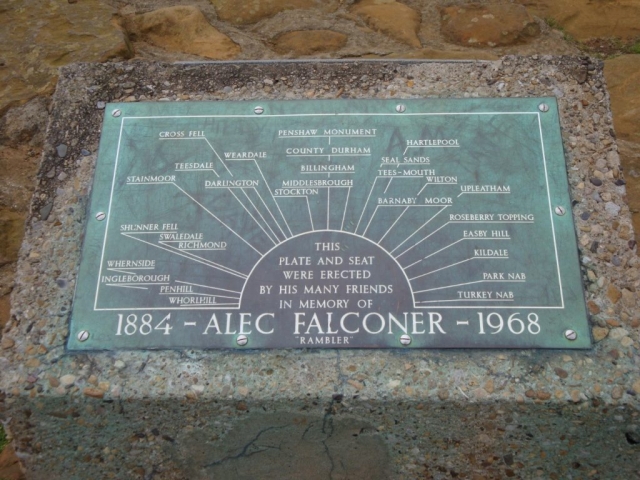 CROSS FELL
PENSHAW MONUMENT
HARTLEPOOL
COUNTY DURHAM
WEARDALE
SEAL SANDS
TEESDALE
BILLINGHAM
TEES-MOUTH
STAINMOOR
DARLINGTON
MIDDLESBROUGH
WILTON
STOCKTON
UPLEATHAM
BARNABY MOOR
ROSEBERRY TOPPING
SHUNNER FELL
SWALEDALE
RICHMOND
EASBY HILL
KILDALE
WHERNSIDE
INGLEBOROUGH
PENHILL
WHORLHILL
PARK NAB
TURKEY NAB
THIS
PLATE AND SEAT
WERE ERECTED
BY HIS MANY FRIENDS
IN MEMORY OF
1884 - ALEC FALCONER - 1968
"RAMBLER"